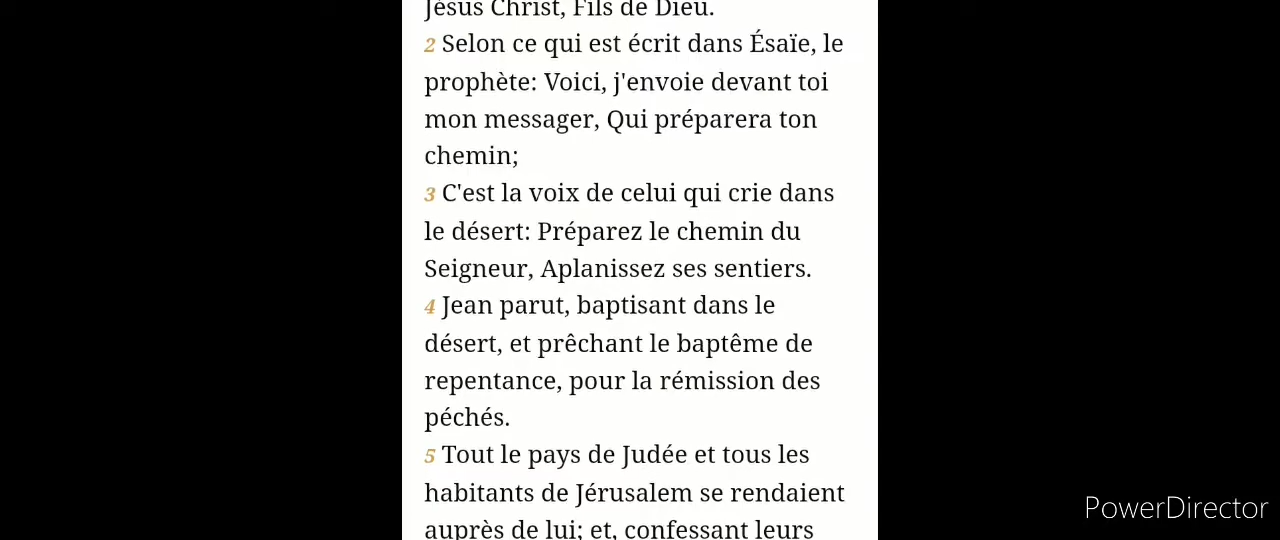 Jésus Christ, Fils de Dieu.
2 Selon ce qui est écrit dans Ésaïe, le
prophète: Voici, j'envoie devant toi
mon messager, Qui préparera ton
chemin;
3 C'est la voix de celui qui crie dans
le désert: Préparez le chemin du
Seigneur, Aplanissez ses sentiers.
4 Jean parut, baptisant dans le
désert, et prêchant le baptême de
repentance, pour la rémission des
péchés.
5 Tout le pays de Judée et tous les
habitants de Jérusalem se rendaient
auprès de lui; et, confessant leurs
PowerDirector